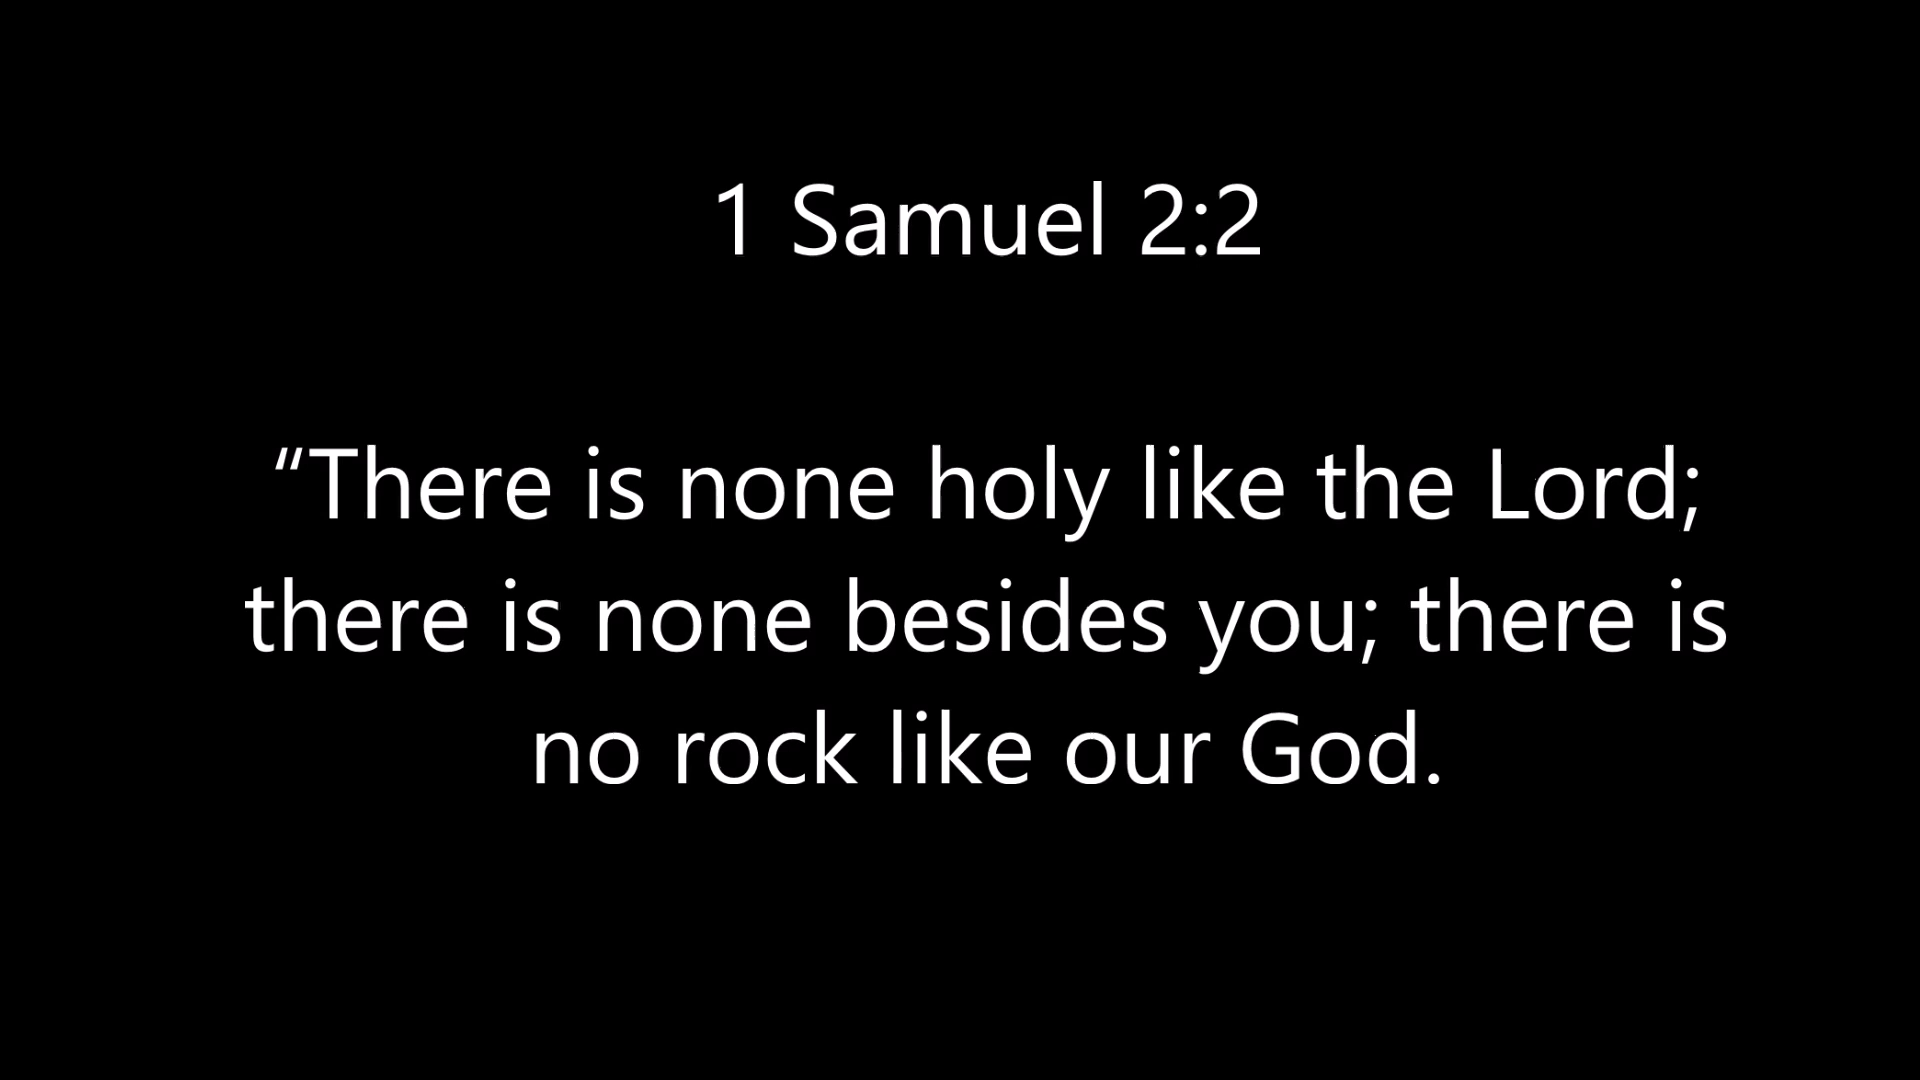 1 Samuel 2:2
“There is none holy like the Lord;
there is none besides you; there is
no rock like our God.